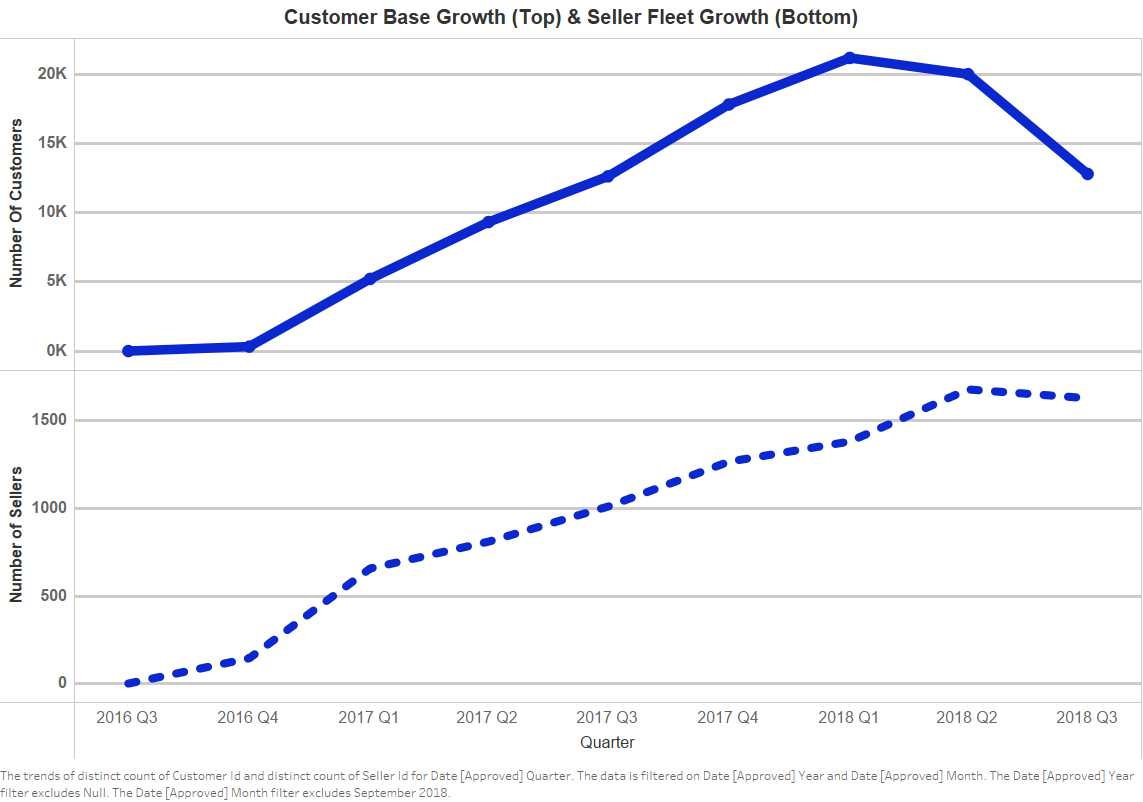 Customer Base Growth (Top) & Seller Fleet Growth (Bottom)
Number Of Customers
20K
15K
10K
5K
0K
Number of Sellers
1500
1000
500
0
2016 Q3 2016 Q4 2017 Q1 2017 Q2 2017 Q3 2017 Q4 2018 Q1 2018 Q2 2018 Q3
Quarter
The trends of distinct count of Customer Id and distinct count of Seller Id for Date [Approved] Quarter. The data is filtered on Date [Approved] Year and Date [Approved] Month. The Date [Approved] Year
filter excludes Null. The Date [Approved] Month filter excludes September 2018.